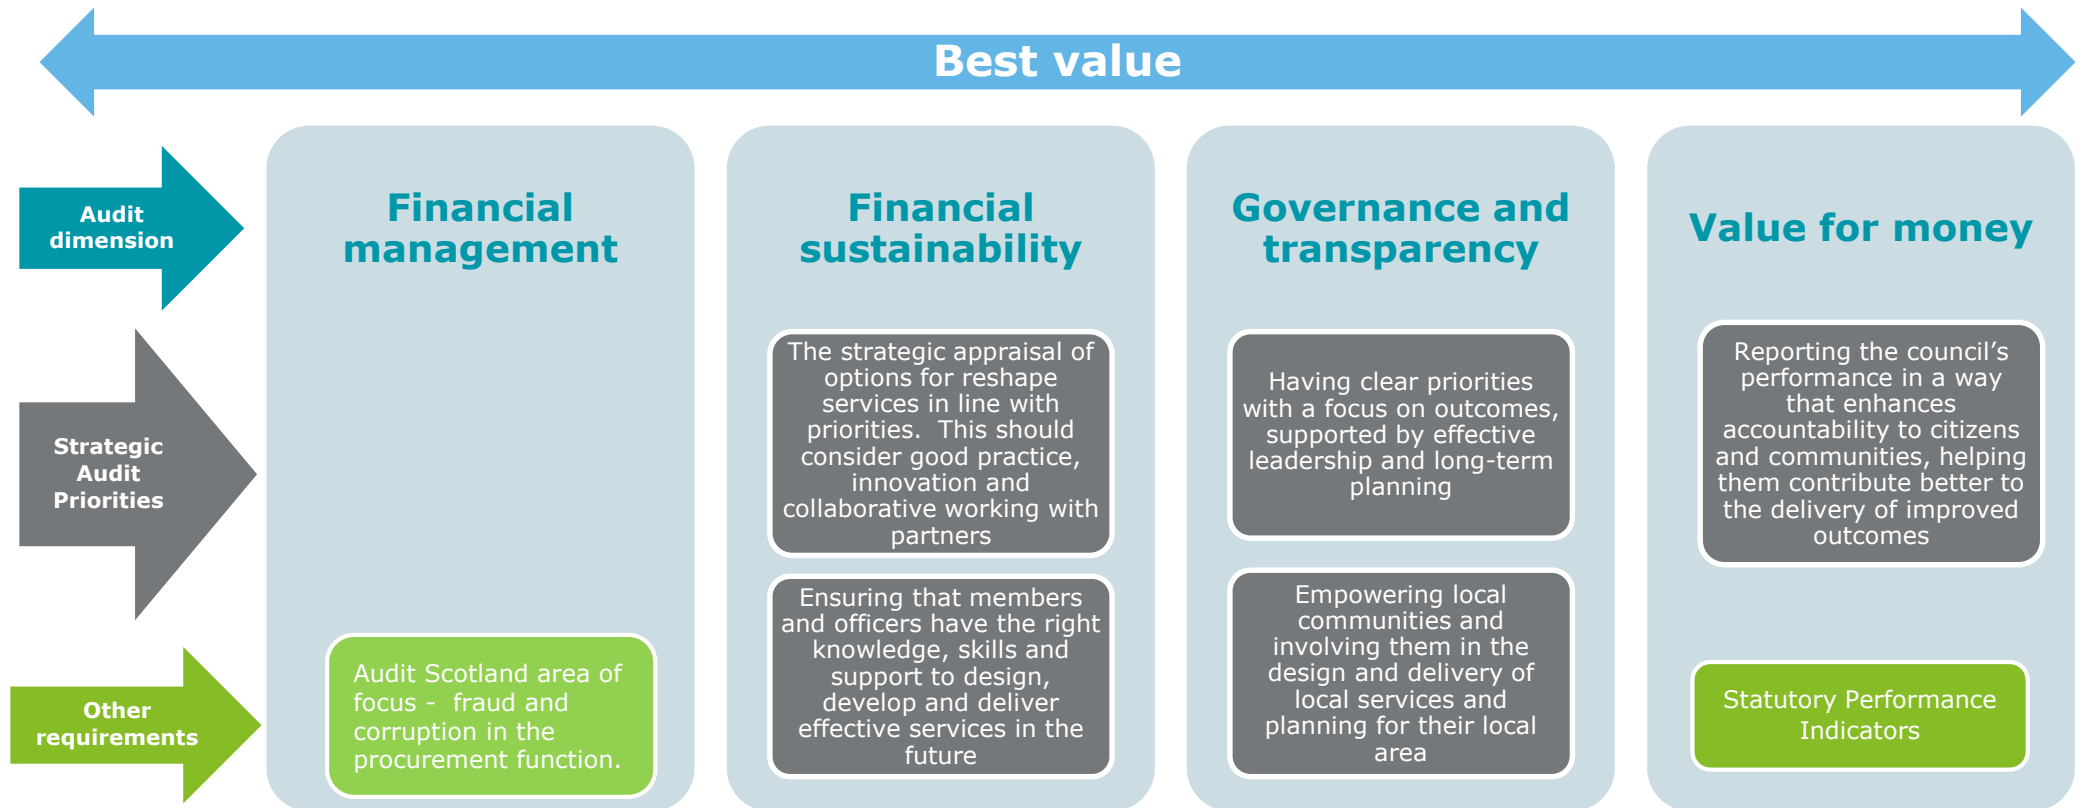 Best value
Audit
dimension
Financial
management
Financial
sustainability
Governance and
transparency
Value for money
Strategic
Audit
Priorities
The strategic appraisal of
options for reshape
services in line with
priorities.  This should
consider good practice,
innovation and
collaborative working with
partners
Having clear priorities
with a focus on outcomes,
supported by effective
leadership and long-term
planning
Reporting the council’s
performance in a way
that enhances
accountability to citizens
and communities, helping
them contribute better to
the delivery of improved
outcomes
Ensuring that members
and officers have the right
knowledge, skills and
support to design,
develop and deliver
effective services in the
future
Empowering local
communities and
involving them in the
design and delivery of
local services and
planning for their local
area
Other
requirements
Audit Scotland area of
focus -  fraud and
corruption in the
procurement function.
Statutory Performance
Indicators